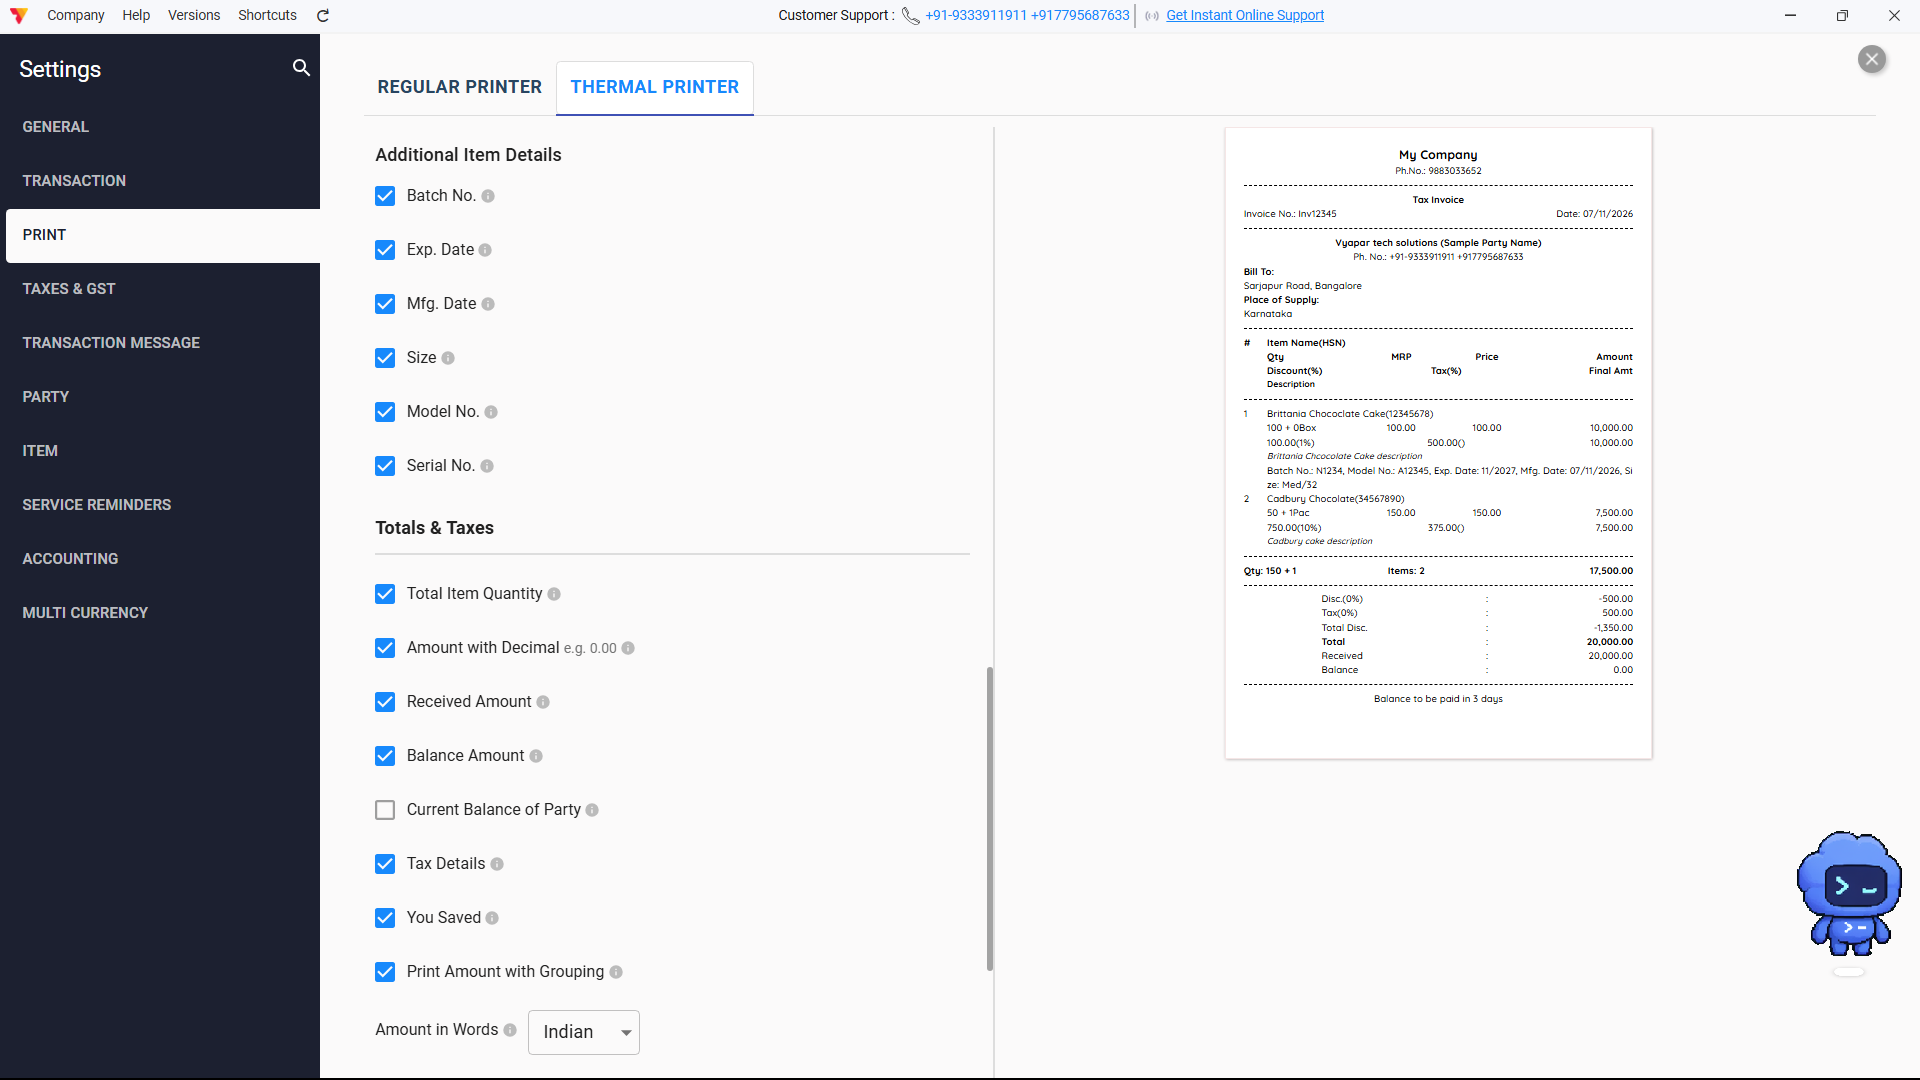 Company Help Versions Shortcuts
Customer Support : +91-9333911911 +917795687633 Get Instant Online Support
Settings
GENERAL
TRANSACTION
PRINT
TAXES & GST
TRANSACTION MESSAGE
PARTY
ITEM
SERVICE REMINDERS
ACCOUNTING
MULTI CURRENCY
REGULAR PRINTER THERMAL PRINTER
Additional Item Details
Batch No.
Exp. Date
Mfg. Date
Size
Model No.
Serial No.
Totals & Taxes
Total Item Quantity
Amount with Decimal e.g. 0.00
Received Amount
Balance Amount
Current Balance of Party
Tax Details
You Saved
Print Amount with Grouping
Amount in Words Indian
My Company
Ph.No.: 9883033652
Tax Invoice
Invoice No.: Inv12345 Date: 07/11/2026
Vyapar tech solutions (Sample Party Name)
Ph. No.: +91-9333911911 +917795687633
Bill To:
Sarjapur Road, Bangalore
Place of Supply:
Karnataka
# Item Name(HSN)
Qty MRP Price Amount
Discount(%) Tax(%) Final Amt
Description
1 Brittania Chococlate Cake(12345678)
100 + 0Box 100.00 100.00 10,000.00
100.00(1%) 500.00() 10,000.00
Brittania Chcocolate Cake description
Batch No.: N1234, Model No.: A12345, Exp. Date: 11/2027, Mfg. Date: 07/11/2026, Si
ze: Med/32
2 Cadbury Chocolate(34567890)
50 + 1Pac 150.00 150.00 7,500.00
750.00(10%) 375.00() 7,500.00
Cadbury cake description
Qty: 150 + 1 Items: 2 17,500.00
Disc.(0%) : -500.00
Tax(0%) : 500.00
Total Disc. : -1,350.00
Total : 20,000.00
Received : 20,000.00
Balance : 0.00
Balance to be paid in 3 days